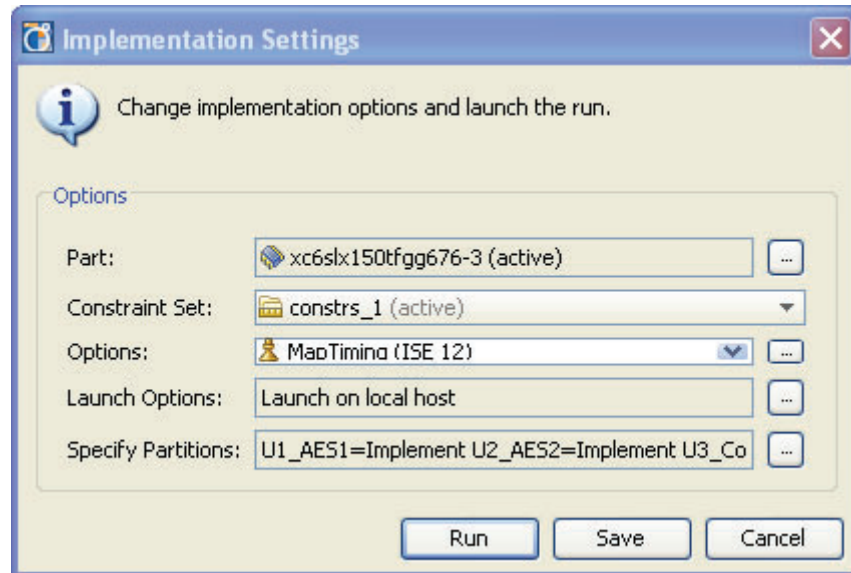 Implementation Settings
Change implementation options and launch the run.
Options
Part: xc6slx150tfgg676-3 (active) ...
Constraint Set: constrs_1 (active)
Options: MapTiming (ISE 12) ...
Launch Options: Launch on local host ...
Specify Partitions: U1_AES1=Implement U2_AES2=Implement U3_Co ...
Run Save Cancel